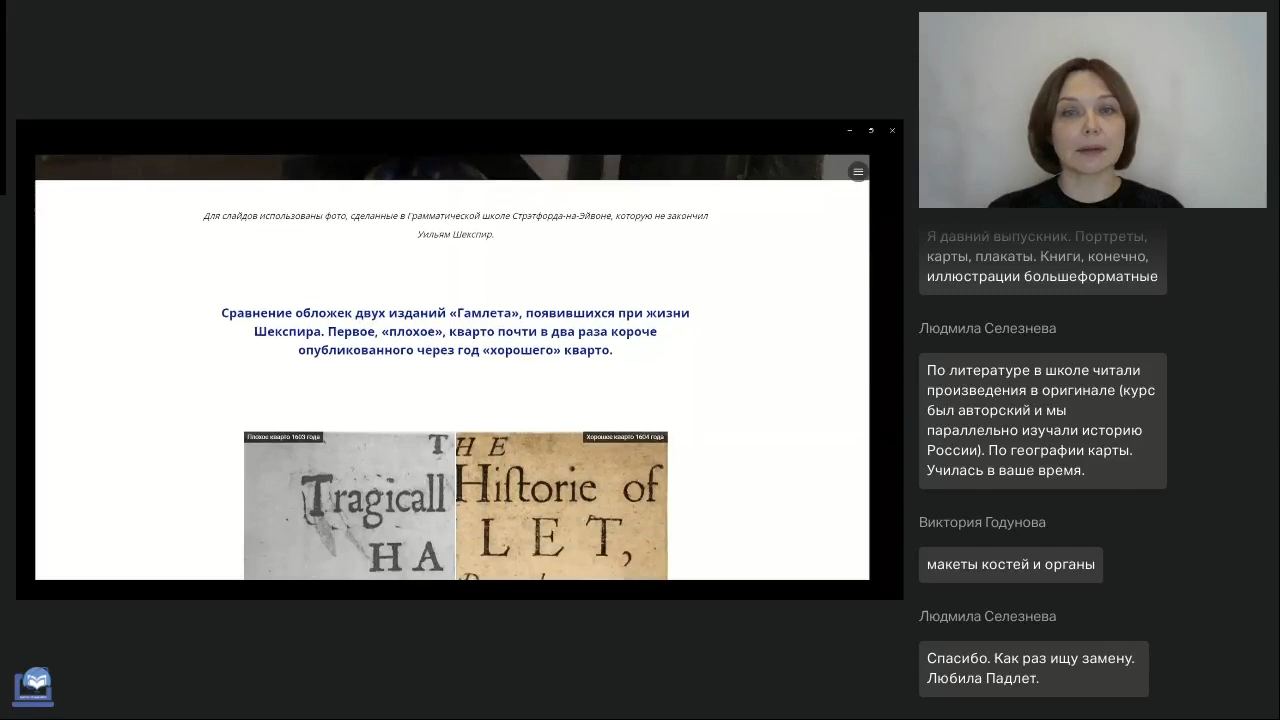 Для слайдов использованы фото, сделанные в Грамматической школе Стрэтфорда-на-Эйвоне, которую не закончил
Уильям Шекспир.
Сравнение обложек двух изданий «Гамлета», появившихся при жизни
Шекспира. Первое, «плохое», кварто почти в два раза короче
опубликованного через год «хорошего» кварто.
Плохое кварто 1603 года
Хорошее кварто 1604 года
T HE
Tragicall Hiſtorie of
HA LET,
Я давний выпускник. Портреты,
карты, плакаты. Книги, конечно,
иллюстрации большеформатные
Людмила Селезнева
По литературе в школе читали
произведения в оригинале (курс
был авторский и мы
параллельно изучали историю
России). По географии карты.
Училась в ваше время.
Виктория Годунова
макеты костей и органы
Людмила Селезнева
Спасибо. Как раз ищу замену.
Любила Падлет.